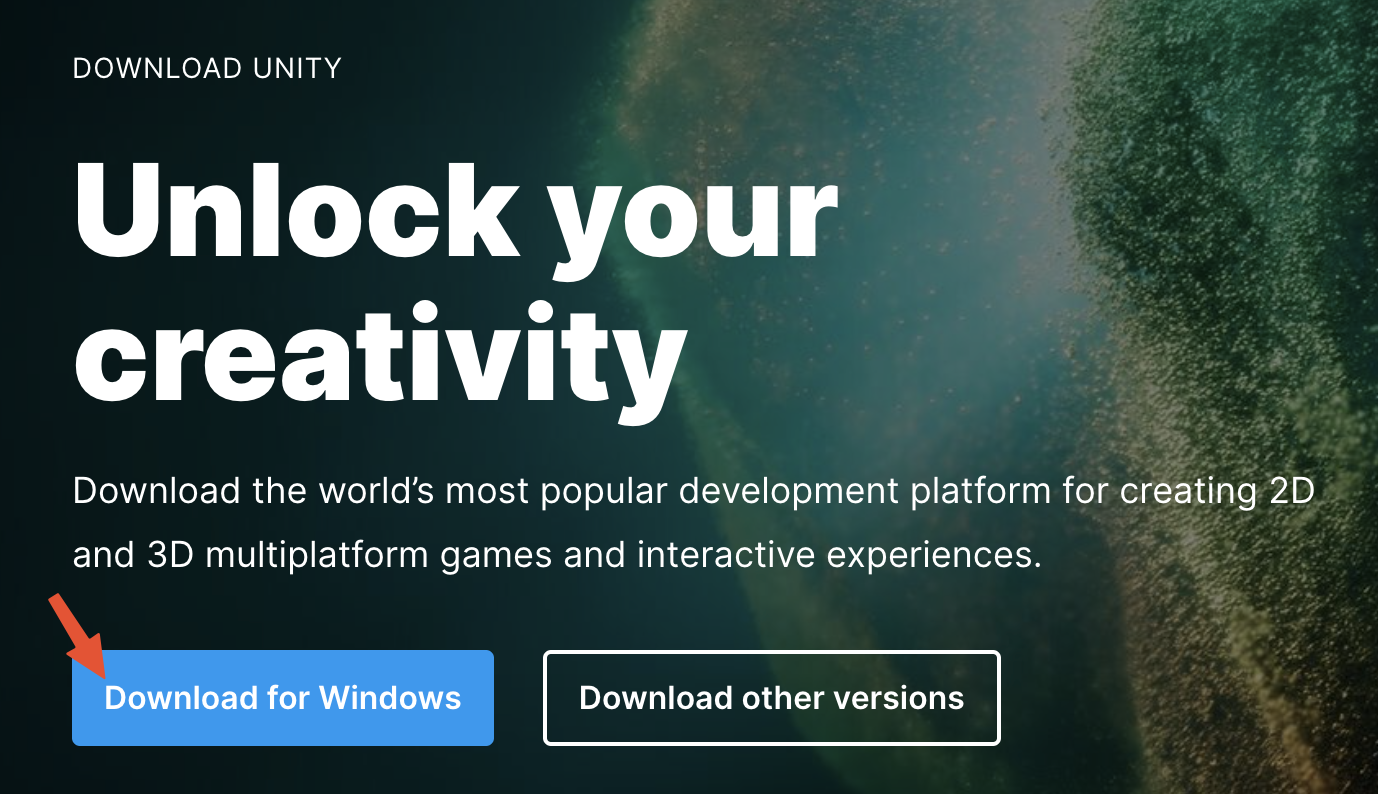 DOWNLOAD UNITY
Unlock your
creativity
Download the world’s most popular development platform for creating 2D
and 3D multiplatform games and interactive experiences.
Download for Windows
Download other versions